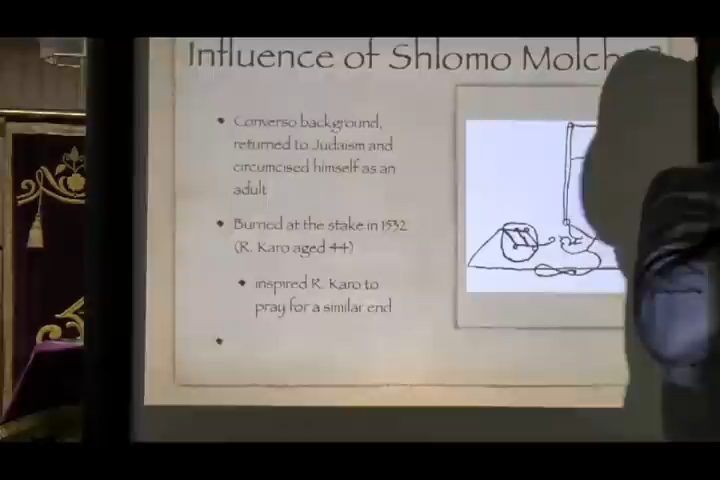 Influence of Shlomo Molch
Converso background,
returned to Judaism and
circumcised himself as an
adult
Burned at the stake in 1532
(R. Karo aged 44)
inspired R. Karo to
pray for a similar end